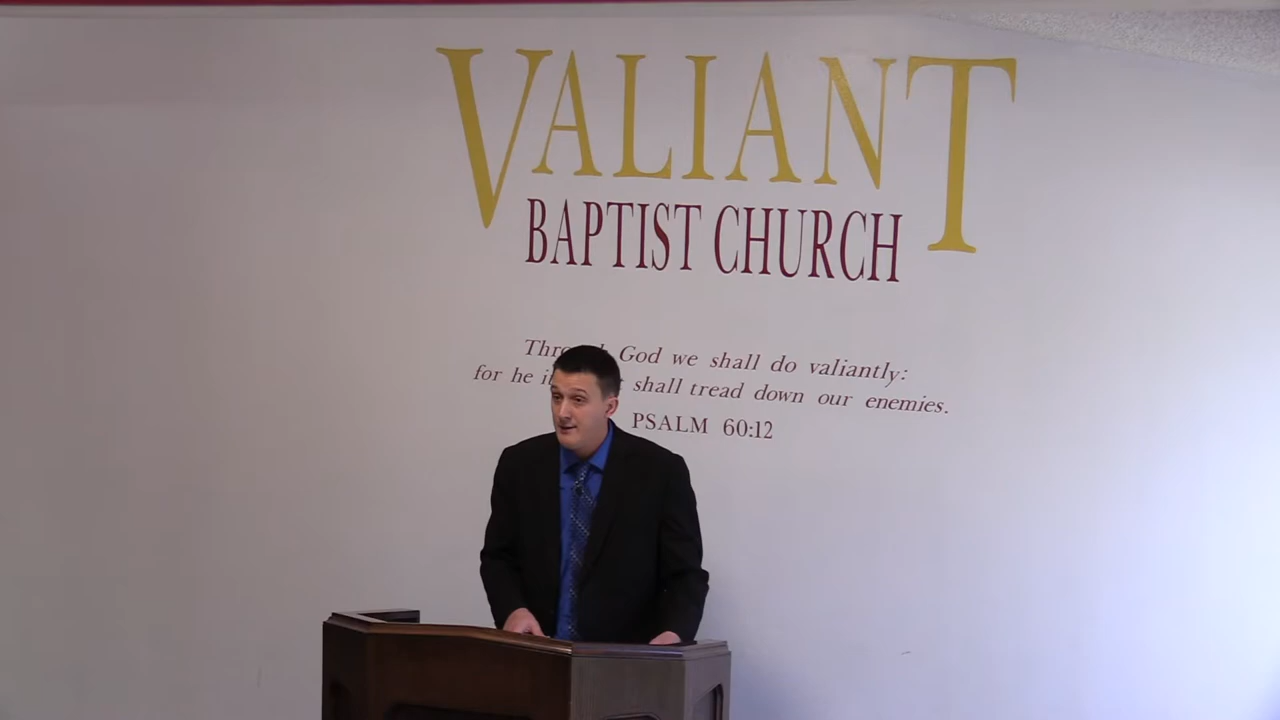 VALIANT
BAPTIST CHURCH
God we shall do valiantly:
for he shall tread down our enemies.
PSALM 60:12